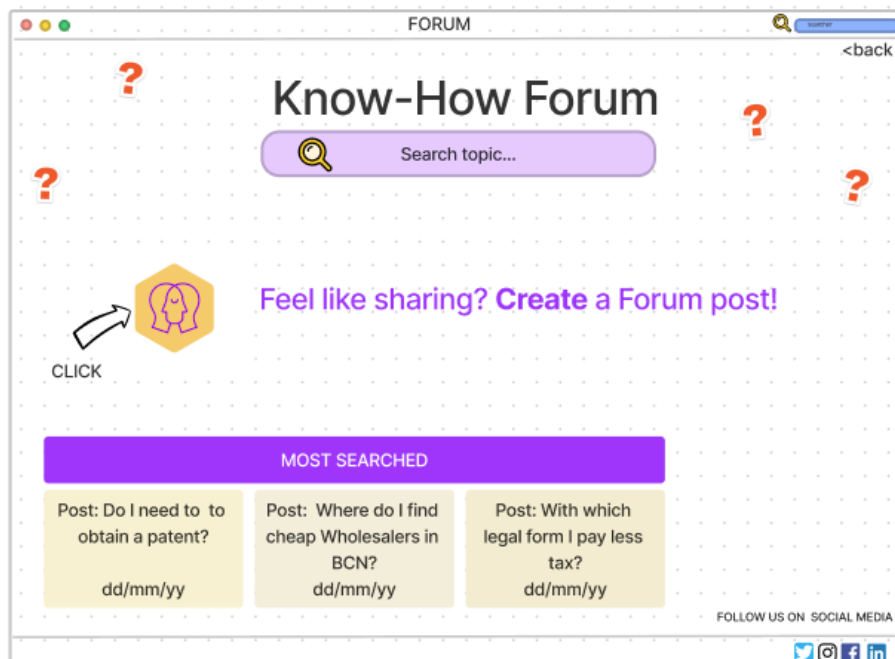 FORUM
<back
Know-How Forum
Search topic...
Feel like sharing? Create a Forum post!
CLICK
MOST SEARCHED
Post: Do I need to to
obtain a patent?
dd/mm/yy
Post: Where do I find
cheap Wholesalers in
BCN?
dd/mm/yy
Post: With which
legal form I pay less
tax?
dd/mm/yy
FOLLOW US ON SOCIAL MEDIA